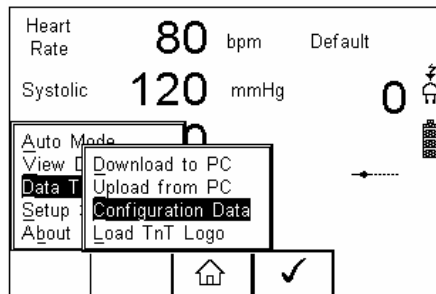 Heart
Rate
80 bpm
Default
Systolic
120 mmHg
0
Auto Mode
View
Data T
Setup
About
Download to PC
Upload from PC
Configuration Data
Load TnT Logo